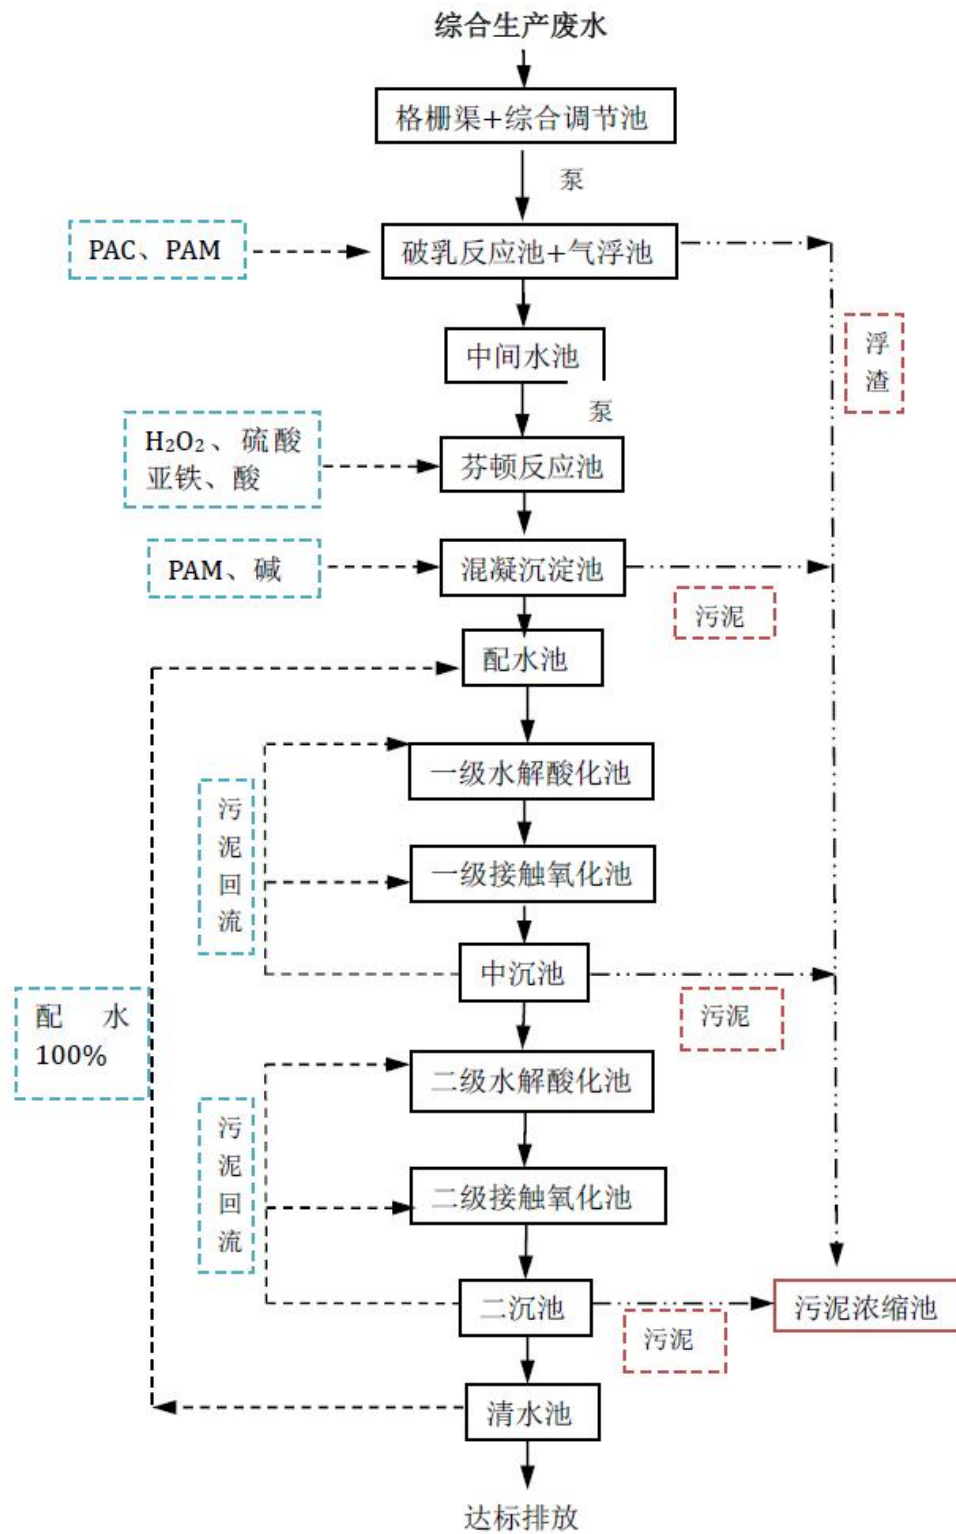 综合生产废水
格栅渠+综合调节池
泵
PAC、PAM
破乳反应池+气浮池
浮
渣
中间水池
泵
H₂O₂、硫酸
亚铁、酸
芬顿反应池
PAM、碱
混凝沉淀池
污泥
配水池
一级水解酸化池
污
泥
回
流
一级接触氧化池
中沉池
污泥
配 水
100%
二级水解酸化池
污
泥
回
流
二级接触氧化池
二沉池
污泥
污泥浓缩池
清水池
达标排放